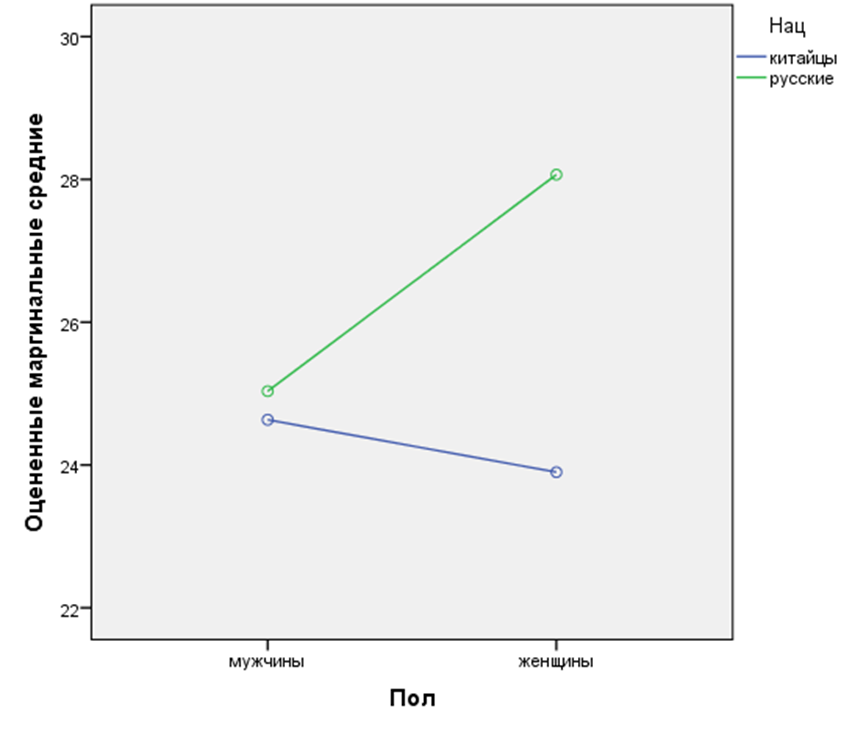 Нац
китайцы
русские
Оцененные маргинальные средние
30
28
26
24
22
мужчины
женщины
Пол